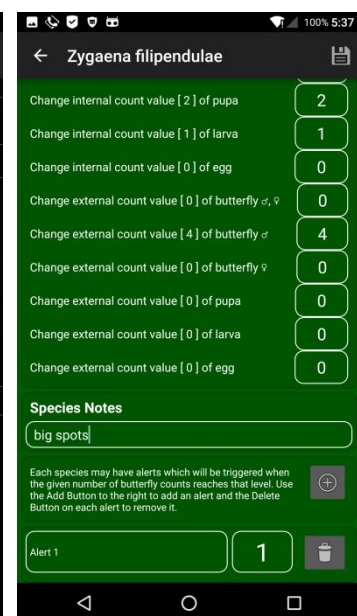 100% 5:37
Zygaena filipendulae
Change internal count value [ 2 ] of pupa 2
Change internal count value [ 1 ] of larva 1
Change internal count value [ 0 ] of egg 0
Change external count value [ 0 ] of butterfly ♂, ♀ 0
Change external count value [ 4 ] of butterfly ♂ 4
Change external count value [ 0 ] of butterfly ♀ 0
Change external count value [ 0 ] of pupa 0
Change external count value [ 0 ] of larva 0
Change external count value [ 0 ] of egg 0
Species Notes
big spots
Each species may have alerts which will be triggered when
the given number of butterfly counts reaches that level. Use
the Add Button to the right to add an alert and the Delete
Button on each alert to remove it.
Alert 1 1